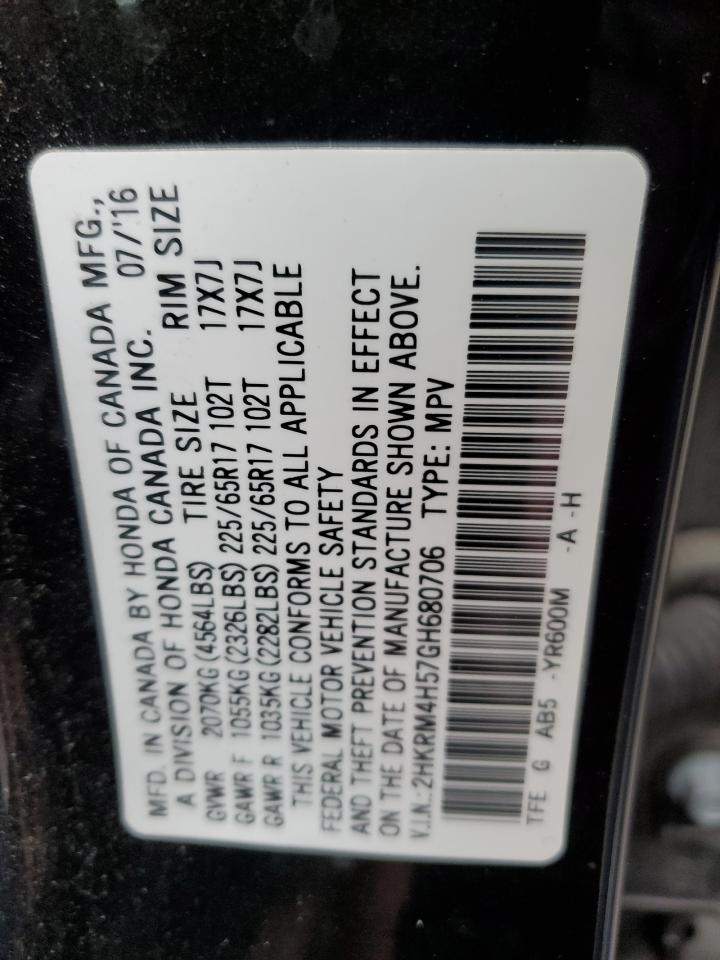 MFD. IN CANADA BY HONDA OF CANADA MFG.,
A DIVISION OF HONDA CANADA INC. 07/'16
GVWR 2070KG (4564LBS) TIRE SIZE RIM SIZE
GAWR F 1055KG (2326LBS) 225/65R17 102T 17X7J
GAWR R 1035KG (2282LBS) 225/65R17 102T 17X7J
THIS VEHICLE CONFORMS TO ALL APPLICABLE
FEDERAL MOTOR VEHICLE SAFETY
AND THEFT PREVENTION STANDARDS IN EFFECT
ON THE DATE OF MANUFACTURE SHOWN ABOVE.
V.I.N.: 2HKRM4H57GH680706 TYPE: MPV
TFE G AB5 -YR600M -A -H